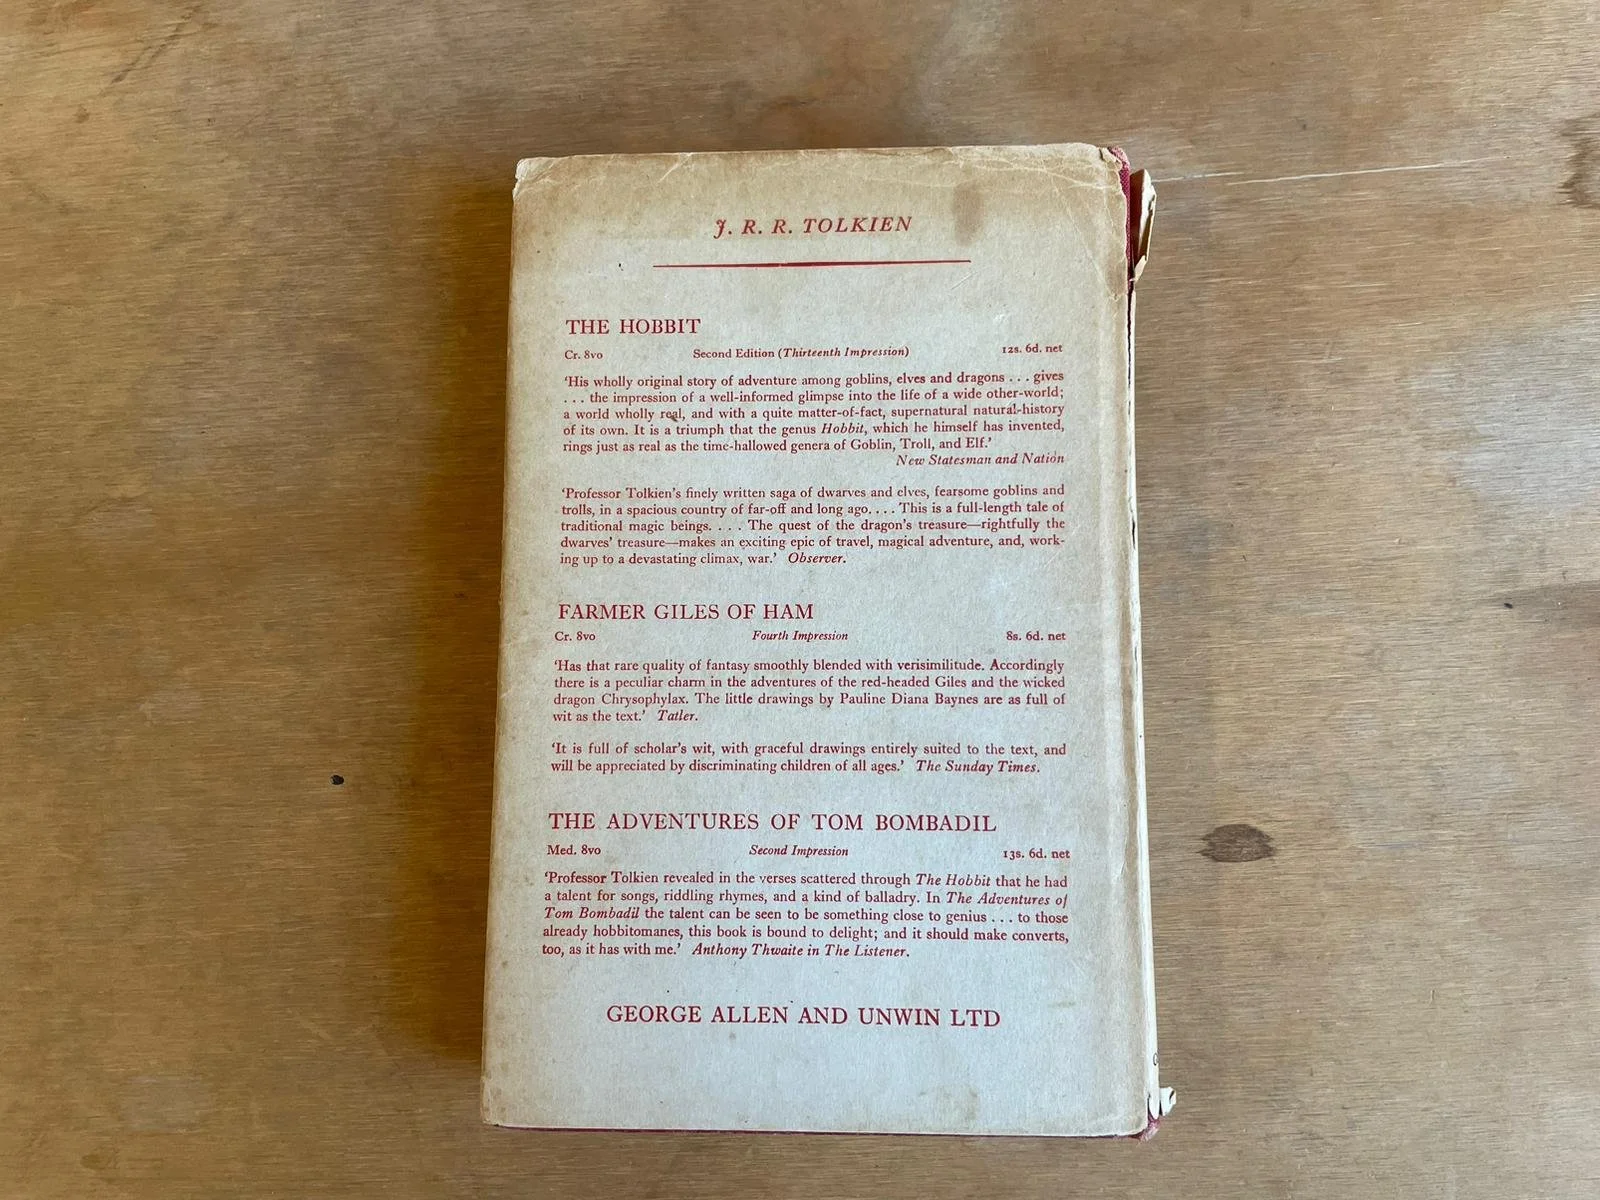 J. R. R. TOLKIEN
THE HOBBIT
Cr. 8vo Second Edition (Thirteenth Impression) 12s. 6d. net
'His wholly original story of adventure among goblins, elves and dragons . . . gives
. . . the impression of a well-informed glimpse into the life of a wide other-world;
a world wholly real, and with a quite matter-of-fact, supernatural natural-history
of its own. It is a triumph that the genus Hobbit, which he himself has invented,
rings just as real as the time-hallowed genera of Goblin, Troll, and Elf.'
New Statesman and Nation
'Professor Tolkien's finely written saga of dwarves and elves, fearsome goblins and
trolls, in a spacious country of far-off and long ago. . . . This is a full-length tale of
traditional magic beings. . . . The quest of the dragon's treasure—rightfully the
dwarves' treasure—makes an exciting epic of travel, magical adventure, and, work-
ing up to a devastating climax, war.' Observer.
FARMER GILES OF HAM
Cr. 8vo Fourth Impression 8s. 6d. net
'Has that rare quality of fantasy smoothly blended with verisimilitude. Accordingly
there is a peculiar charm in the adventures of the red-headed Giles and the wicked
dragon Chrysophylax. The little drawings by Pauline Diana Baynes are as full of
wit as the text.' Tatler.
'It is full of scholar's wit, with graceful drawings entirely suited to the text, and
will be appreciated by discriminating children of all ages.' The Sunday Times.
THE ADVENTURES OF TOM BOMBADIL
Med. 8vo Second Impression 13s. 6d. net
'Professor Tolkien revealed in the verses scattered through The Hobbit that he had
a talent for songs, riddling rhymes, and a kind of balladry. In The Adventures of
Tom Bombadil the talent can be seen to be something close to genius . . . to those
already hobbitomanes, this book is bound to delight; and it should make converts,
too, as it has with me.' Anthony Thwaite in The Listener.
GEORGE ALLEN AND UNWIN LTD